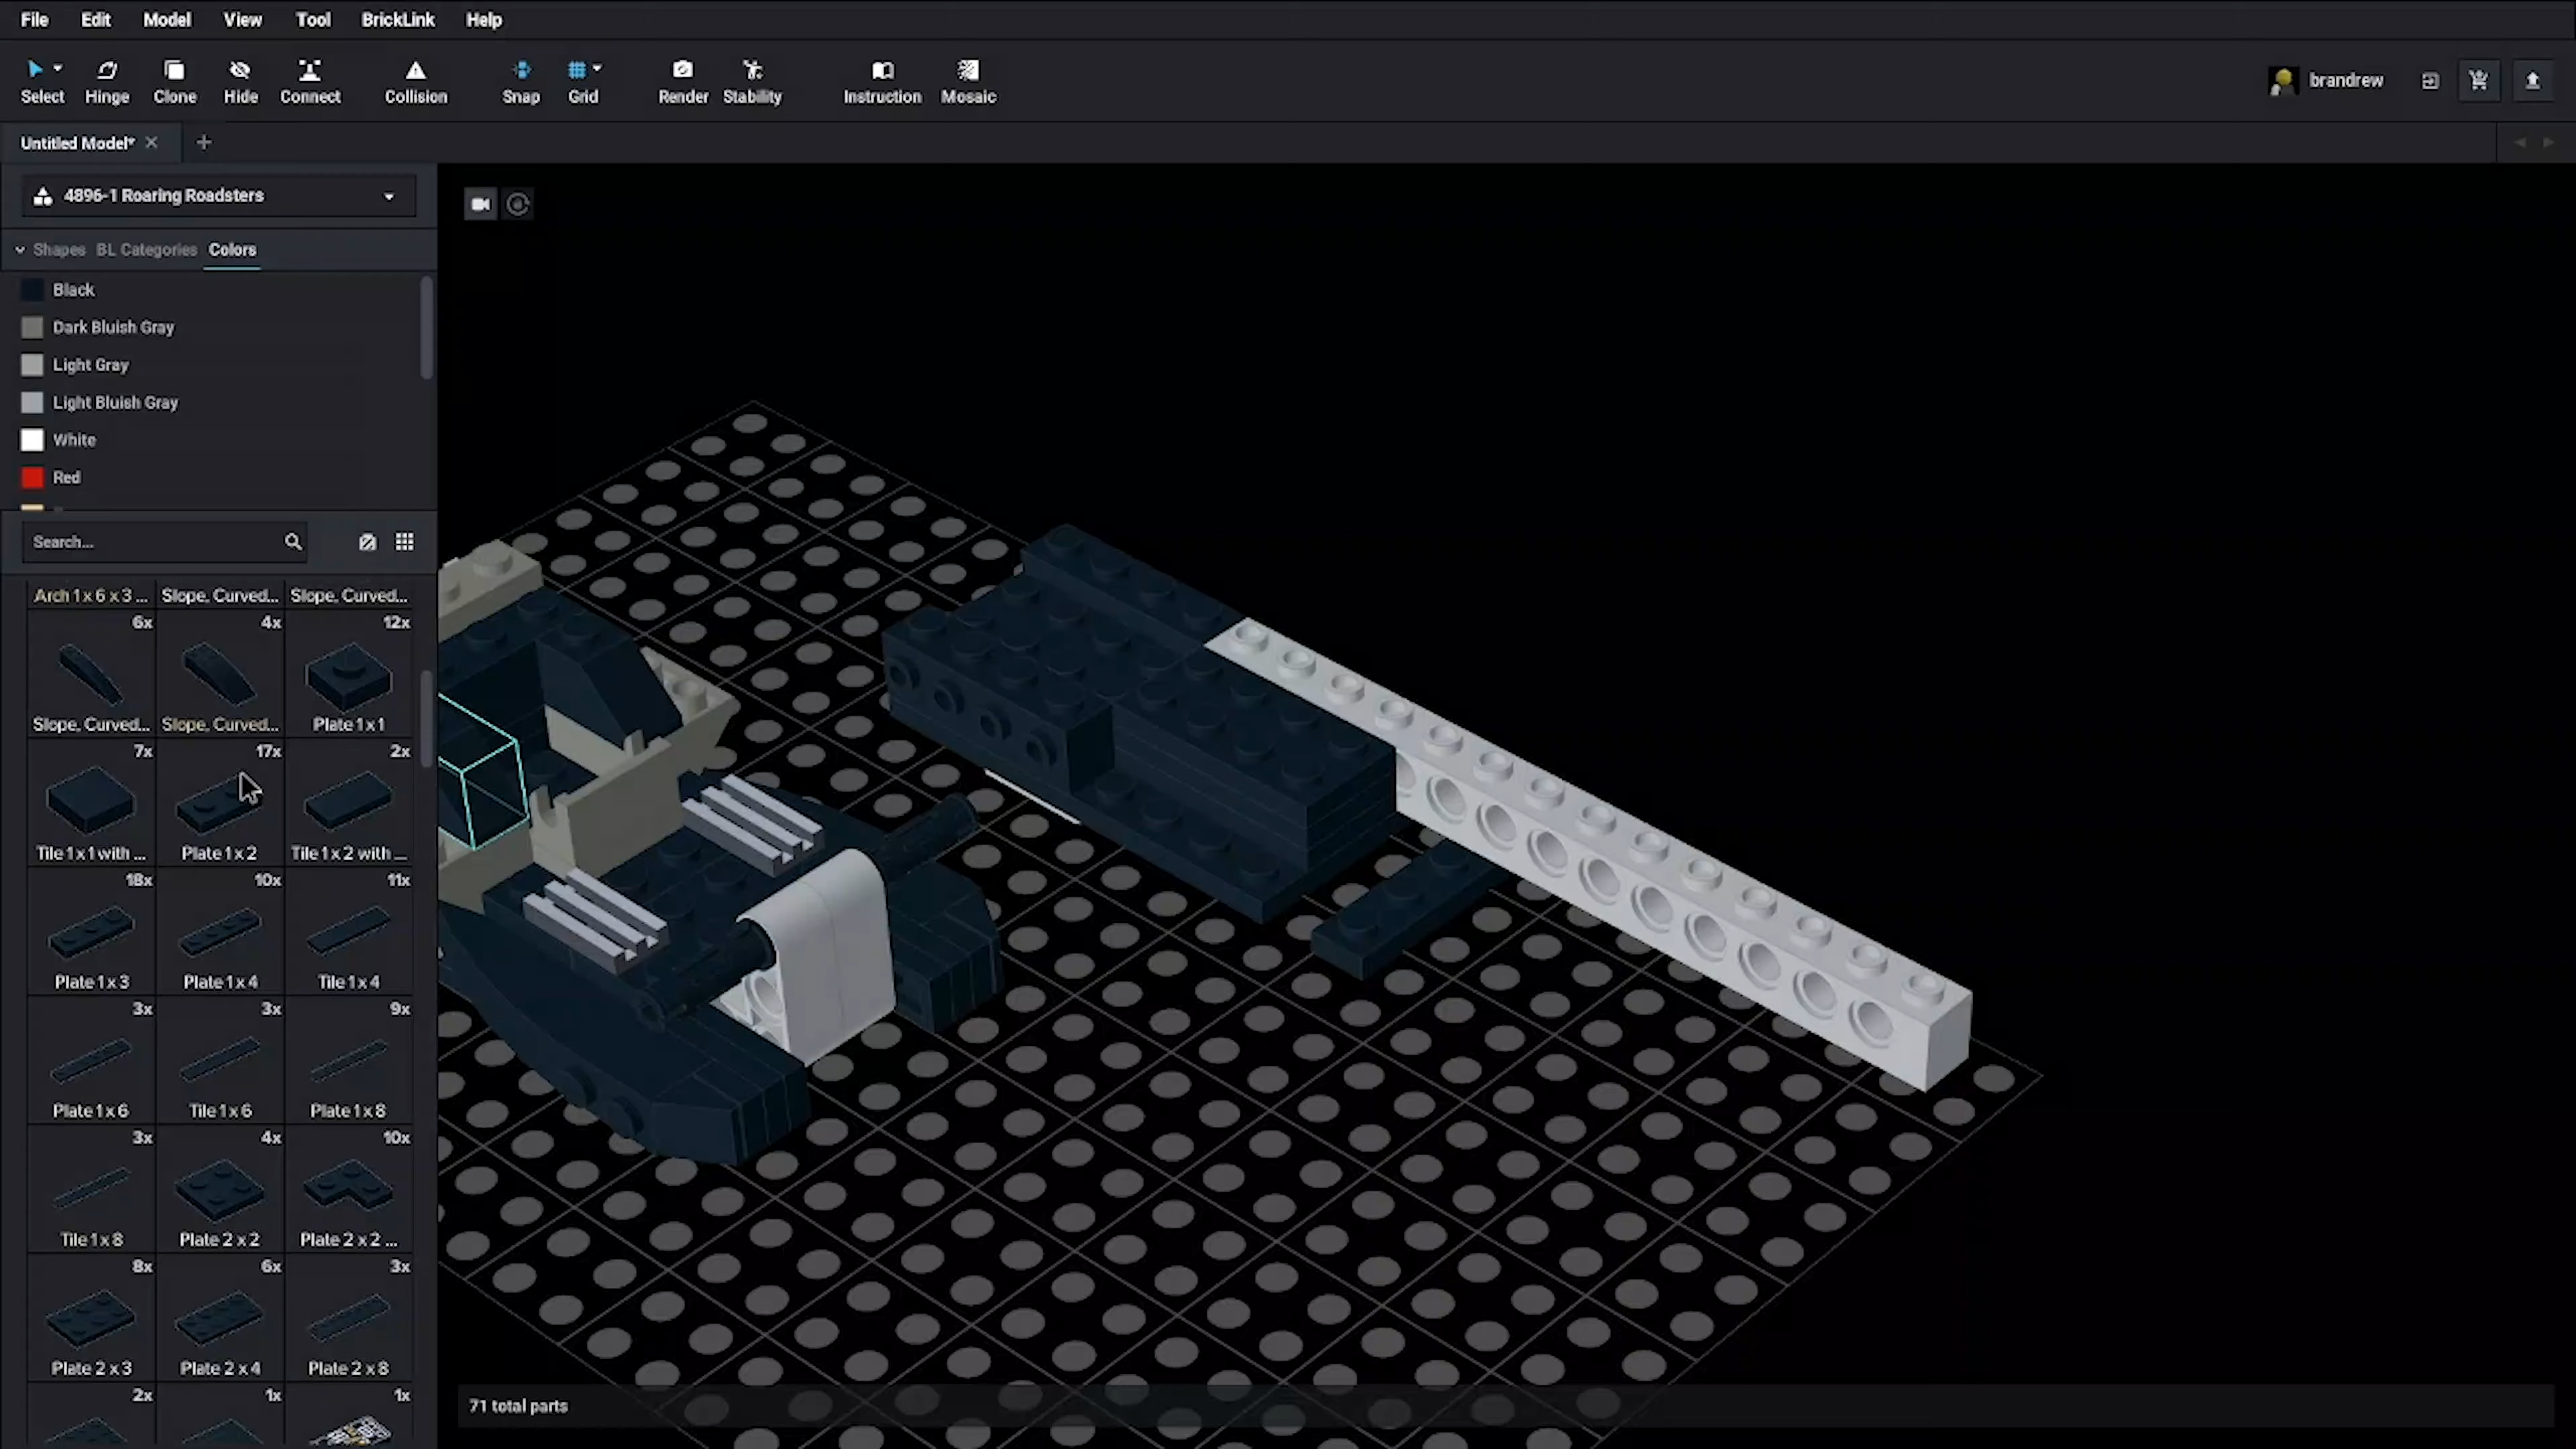 File Edit Model View Tool BrickLink Help
Select Hinge Clone Hide Connect Collision Snap Grid Render Stability Instruction Mosaic brandrew
Untitled Model*
4896-1 Roaring Roadsters
Shapes BL Categories Colors
Black
Dark Bluish Gray
Light Gray
Light Bluish Gray
White
Red
Search...
Arch 1 x 6 x 3 ... Slope, Curved... Slope, Curved...
6x 4x 12x
Slope, Curved... Slope, Curved... Plate 1 x 1
7x 17x 2x
Tile 1 x 1 with ... Plate 1 x 2 Tile 1 x 2 with ...
18x 10x 11x
Plate 1 x 3 Plate 1 x 4 Tile 1 x 4
3x 3x 9x
Plate 1 x 6 Tile 1 x 6 Plate 1 x 8
3x 4x 10x
Tile 1 x 8 Plate 2 x 2 Plate 2 x 2 ...
8x 6x 3x
Plate 2 x 3 Plate 2 x 4 Plate 2 x 8
2x 1x 1x
71 total parts